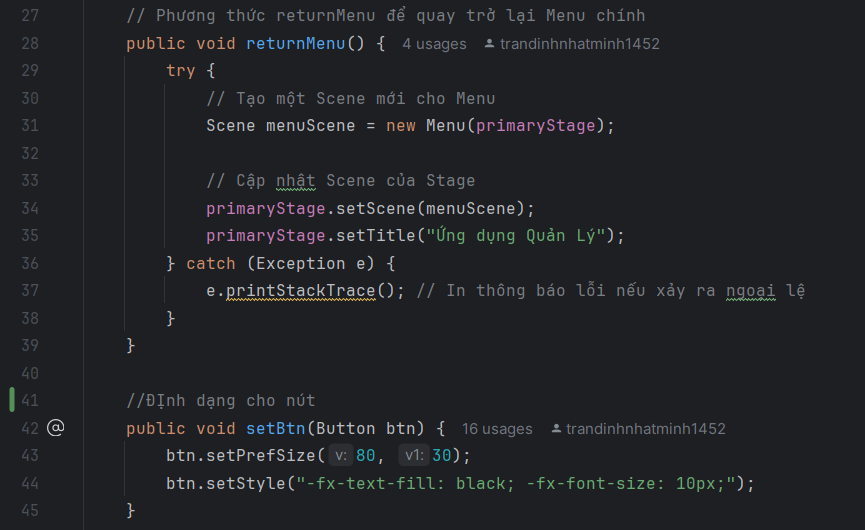 27 // Phương thức returnMenu để quay trở lại Menu chính
28 public void returnMenu() { 4 usages trandinhnhatminh1452
29 try {
30 // Tạo một Scene mới cho Menu
31 Scene menuScene = new Menu(primaryStage);
32
33 // Cập nhật Scene của Stage
34 primaryStage.setScene(menuScene);
35 primaryStage.setTitle("Ứng dụng Quản Lý");
36 } catch (Exception e) {
37 e.printStackTrace(); // In thông báo lỗi nếu xảy ra ngoại lệ
38 }
39 }
40
41 //ĐỊnh dạng cho nút
42 @ public void setBtn(Button btn) { 16 usages trandinhnhatminh1452
43 btn.setPrefSize( v: 80, v1: 30);
44 btn.setStyle("-fx-text-fill: black; -fx-font-size: 10px;");
45 }